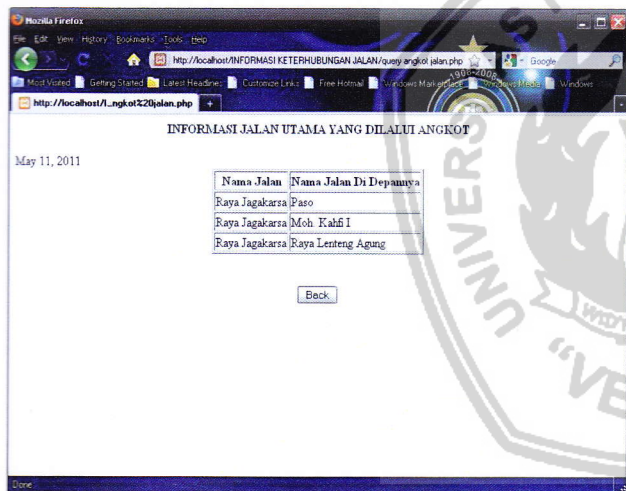 Mozilla Firefox
File Edit View History Bookmarks Tools Help
http://localhost/INFORMASI KETERHUBUNGAN JALAN/query angkot jalan.php
Google
Most Visited Getting Started Latest Headlines Customize Links Free Hotmail Windows Marketplace Windows Media Windows
1908-2008
http://localhost/I...ngkot%20jalan.php
INFORMASI JALAN UTAMA YANG DILALUI ANGKOT
May 11, 2011
Nama Jalan Nama Jalan Di Depannya
Raya Jagakarsa Paso
Raya Jagakarsa Moh. Kahfi I
Raya Jagakarsa Raya Lenteng Agung
Back
Done
UNIVERS